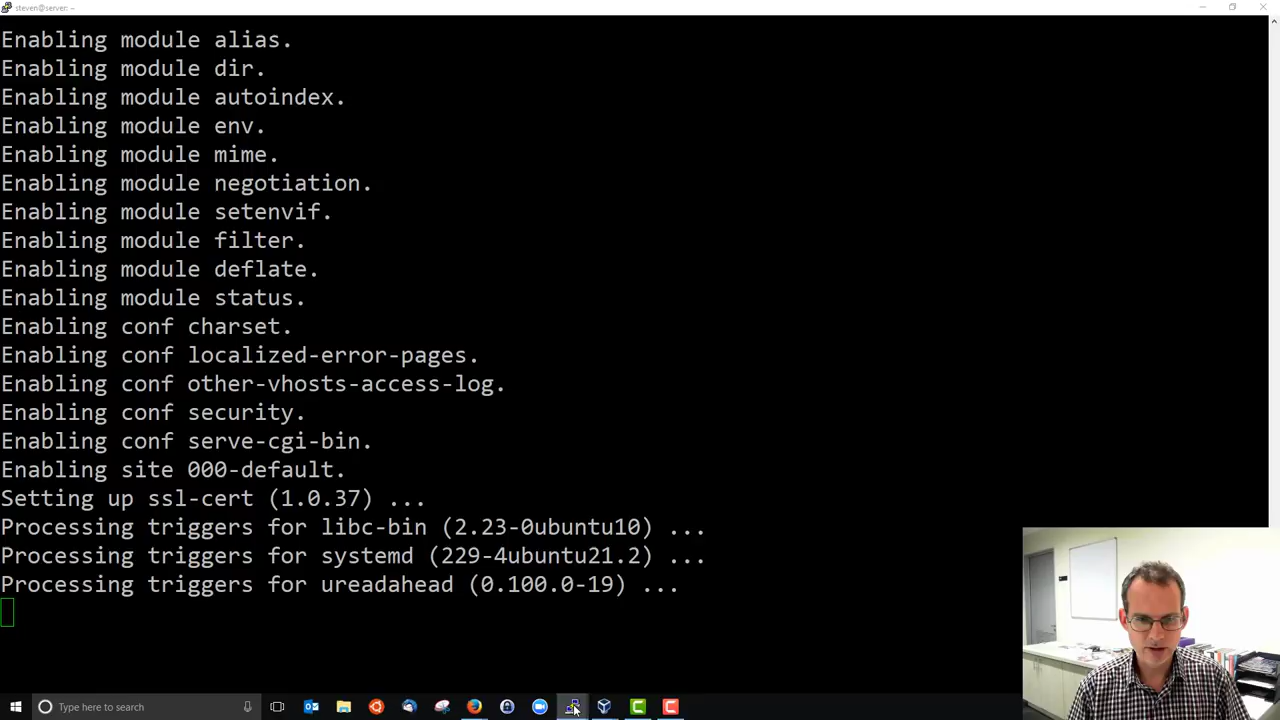 steven@server: ~
Enabling module alias.
Enabling module dir.
Enabling module autoindex.
Enabling module env.
Enabling module mime.
Enabling module negotiation.
Enabling module setenvif.
Enabling module filter.
Enabling module deflate.
Enabling module status.
Enabling conf charset.
Enabling conf localized-error-pages.
Enabling conf other-vhosts-access-log.
Enabling conf security.
Enabling conf serve-cgi-bin.
Enabling site 000-default.
Setting up ssl-cert (1.0.37) ...
Processing triggers for libc-bin (2.23-0ubuntu10) ...
Processing triggers for systemd (229-4ubuntu21.2) ...
Processing triggers for ureadahead (0.100.0-19) ...
Type here to search